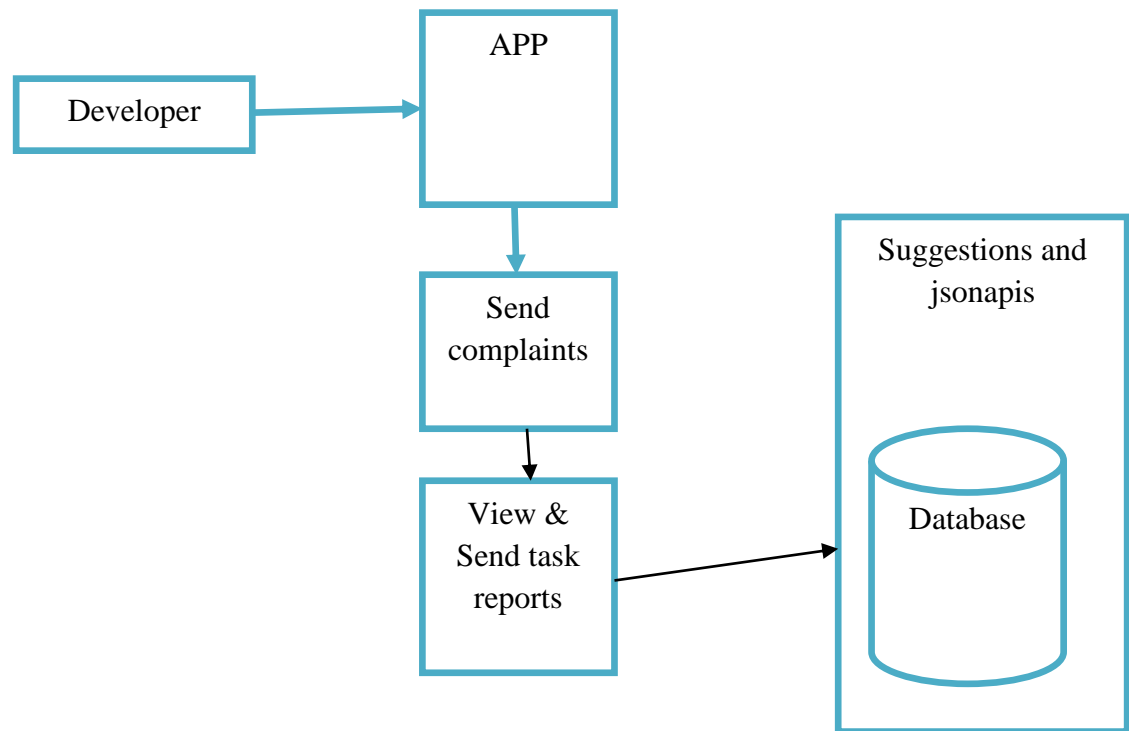 APP
Developer
Suggestions and
jsonapis
Send
complaints
View &
Send task
reports
Database